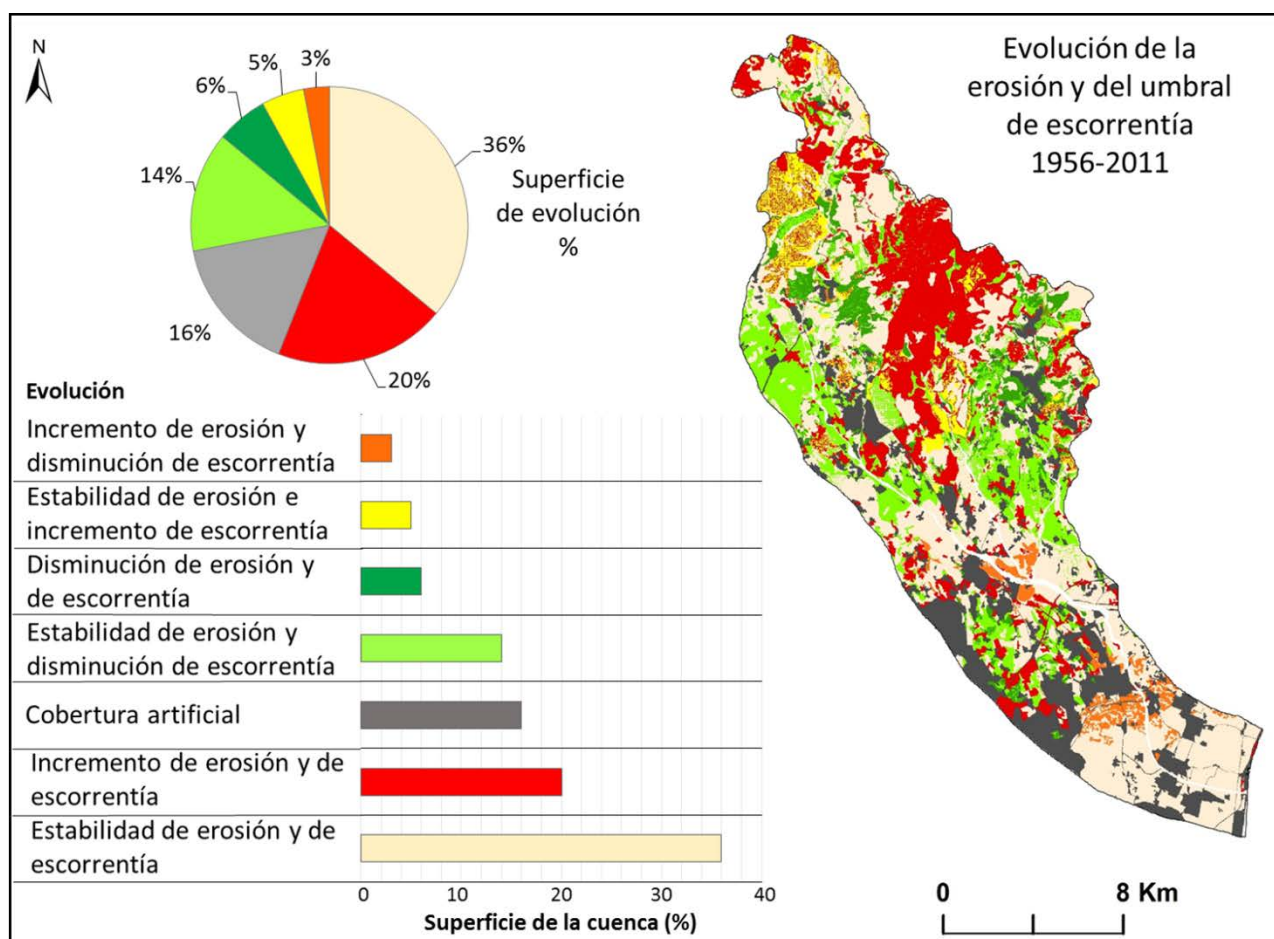 N
3%
5%
6%
14%
16%
20%
36%
Superficie
de evolución
%
Evolución de la
erosión y del umbral
de escorrentía
1956-2011
Evolución
Incremento de erosión y
disminución de escorrentía
Estabilidad de erosión e
incremento de escorrentía
Disminución de erosión y
de escorrentía
Estabilidad de erosión y
disminución de escorrentía
Cobertura artificial
Incremento de erosión y de
escorrentía
Estabilidad de erosión y de
escorrentía
0 10 20 30 40
Superficie de la cuenca (%)
0 8 Km